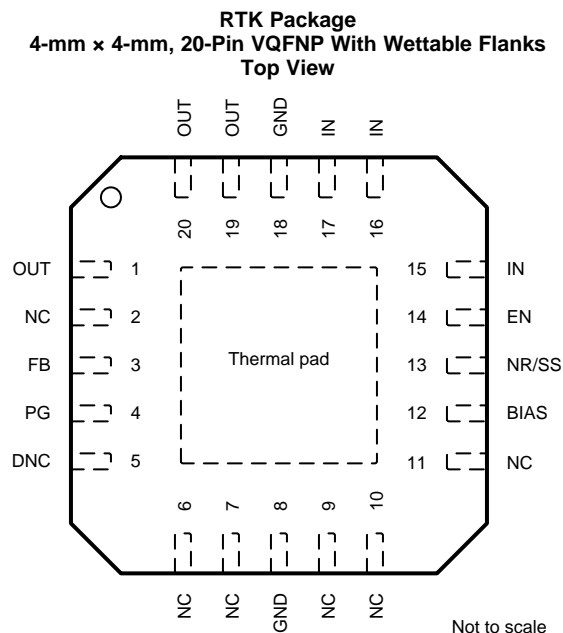 RTK Package
4-mm × 4-mm, 20-Pin VQFNP With Wettable Flanks
Top View
OUT
OUT
GND
IN
IN
20
19
18
17
16
OUT 1 15 IN
NC 2 14 EN
FB 3 Thermal pad 13 NR/SS
PG 4 12 BIAS
DNC 5 11 NC
6
7
8
9
10
NC
NC
GND
NC
NC
Not to scale